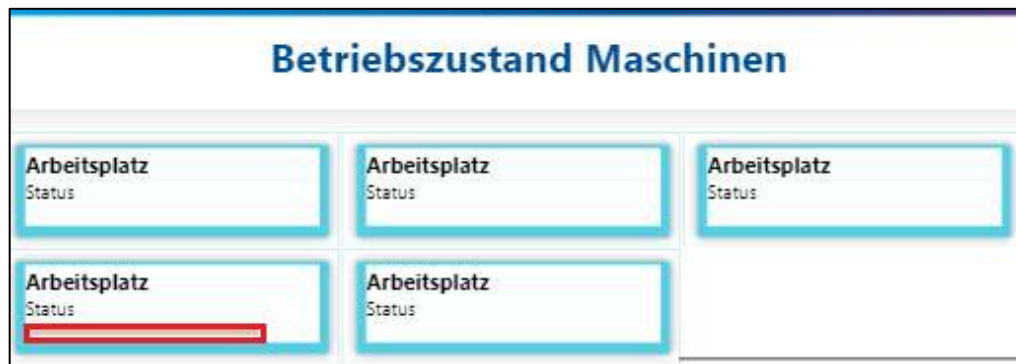 Betriebszustand Maschinen
Arbeitsplatz
Status
Arbeitsplatz
Status
Arbeitsplatz
Status
Arbeitsplatz
Status
Arbeitsplatz
Status